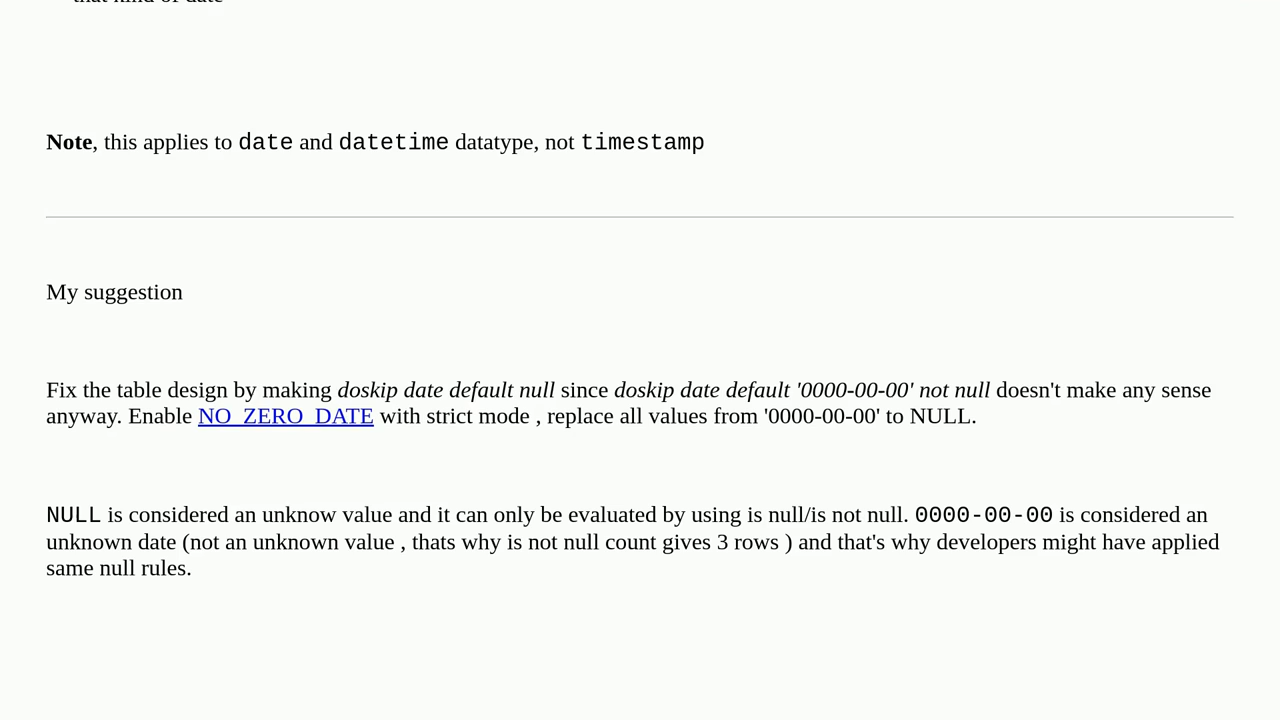 that kind of date
Note, this applies to date and datetime datatype, not timestamp
My suggestion
Fix the table design by making doskip date default null since doskip date default '0000-00-00' not null doesn't make any sense
anyway. Enable NO_ZERO_DATE with strict mode , replace all values from '0000-00-00' to NULL.
NULL is considered an unknow value and it can only be evaluated by using is null/is not null. 0000-00-00 is considered an
unknown date (not an unknown value , thats why is not null count gives 3 rows ) and that's why developers might have applied
same null rules.